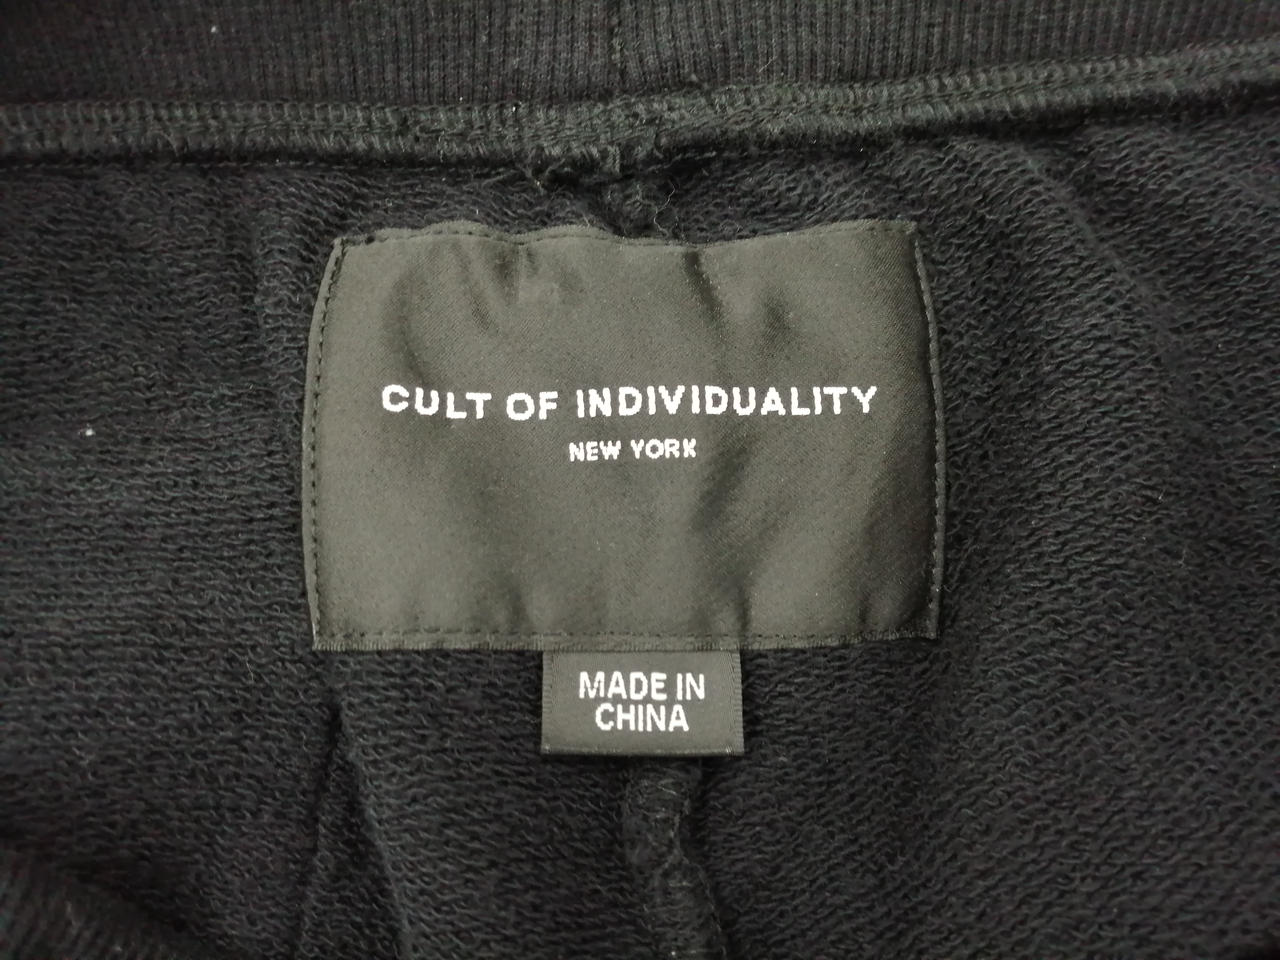 CULT OF INDIVIDUALITY
NEW YORK
MADE IN
CHINA